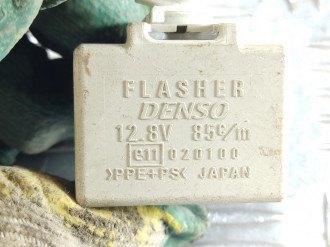 FLASHER
DENSO
12.8V 85c/m
e11 020100
>PPE+PS< JAPAN